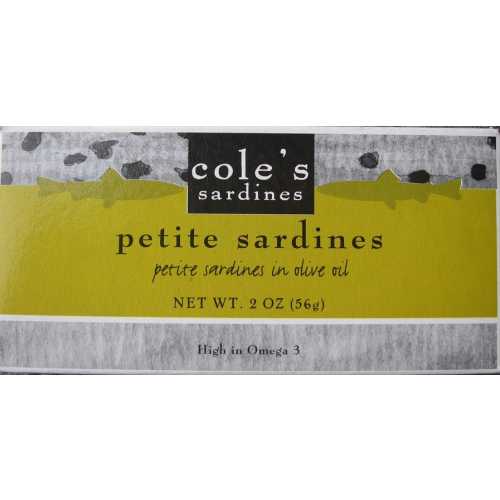 cole's
sardines
petite sardines
petite sardines in olive oil
NET WT. 2 OZ (56g)
High in Omega 3